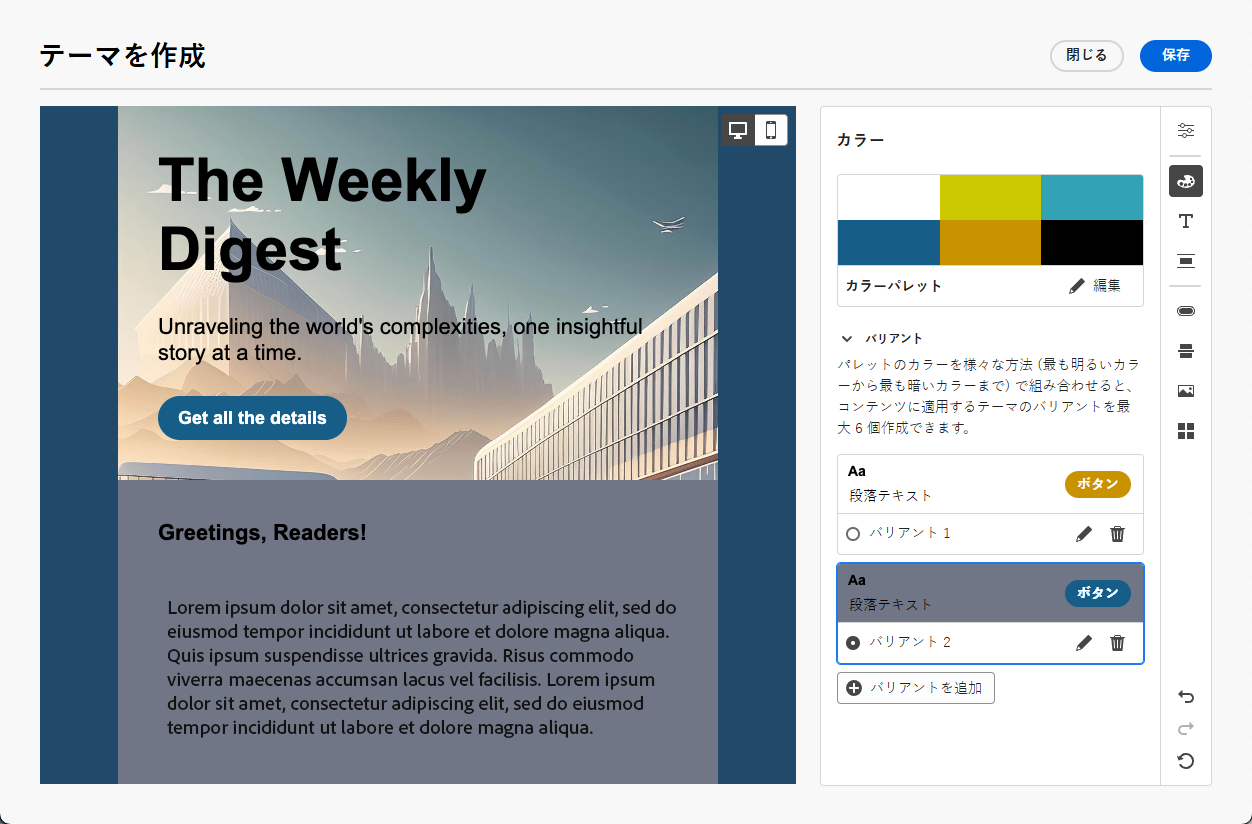 テーマを作成
閉じる
保存
The Weekly
Digest
Unraveling the world's complexities, one insightful
story at a time.
Get all the details
Greetings, Readers!
Lorem ipsum dolor sit amet, consectetur adipiscing elit, sed do
eiusmod tempor incididunt ut labore et dolore magna aliqua.
Quis ipsum suspendisse ultrices gravida. Risus commodo
viverra maecenas accumsan lacus vel facilisis. Lorem ipsum
dolor sit amet, consectetur adipiscing elit, sed do eiusmod
tempor incididunt ut labore et dolore magna aliqua.
カラー
カラーパレット
編集
バリアント
パレットのカラーを様々な方法 (最も明るいカラ
ーから最も暗いカラーまで) で組み合わせると、
コンテンツに適用するテーマのバリアントを最
大 6 個作成できます。
Aa
段落テキスト
ボタン
バリアント 1
Aa
段落テキスト
ボタン
バリアント 2
バリアントを追加